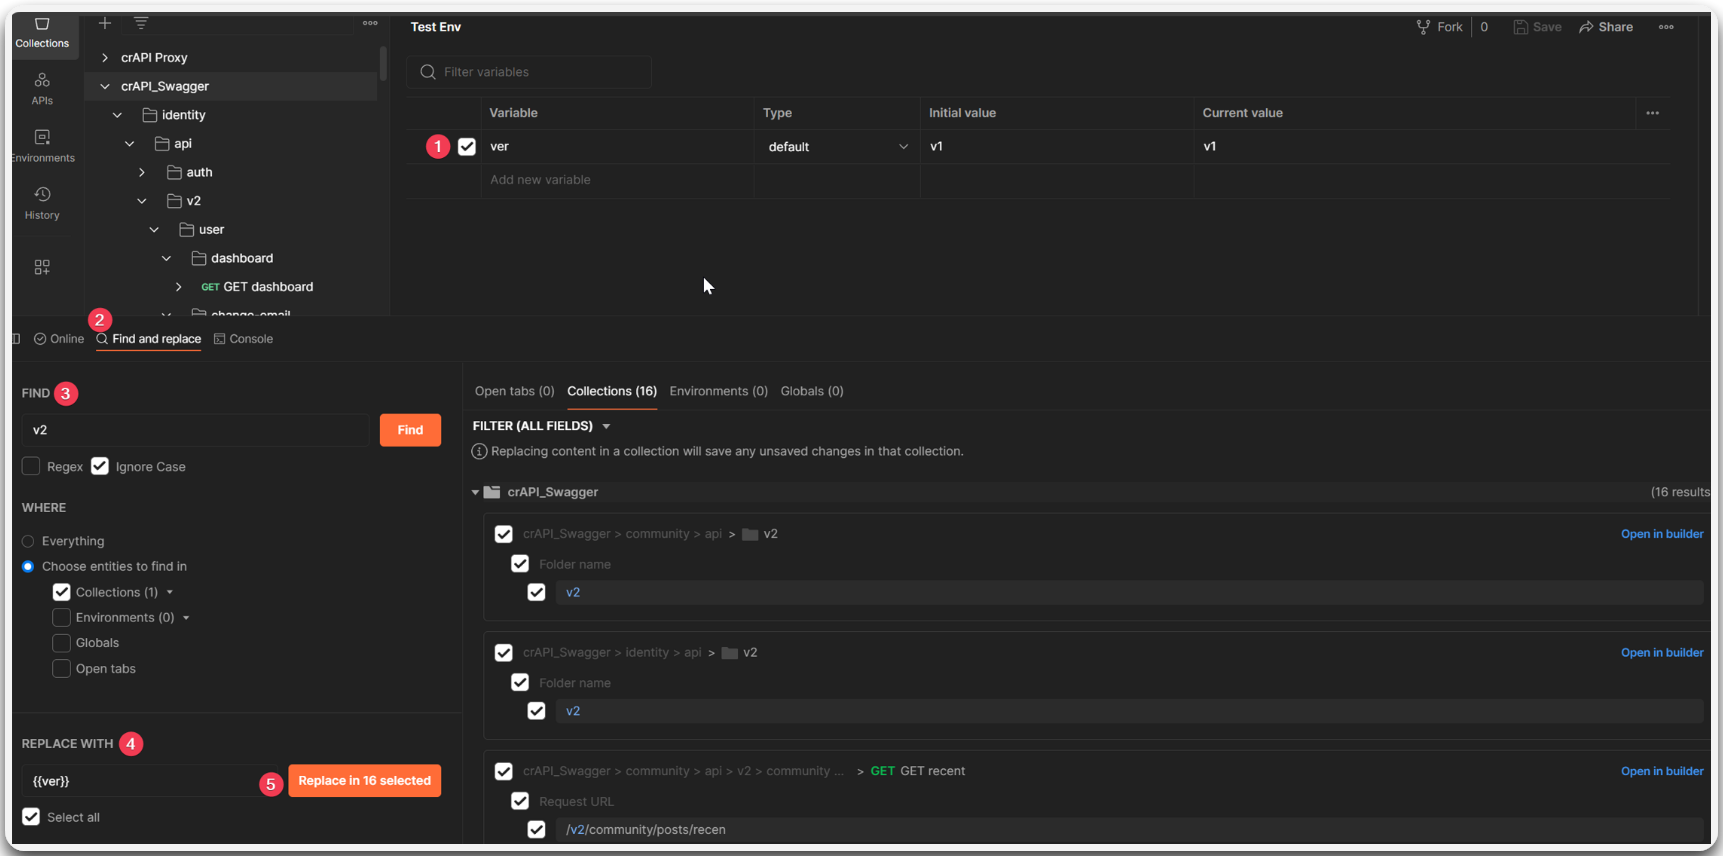 Collections
APIs
Environments
History
crAPI Proxy
crAPI_Swagger
identity
api
auth
v2
user
dashboard
GET GET dashboard
change-email
Test Env
Fork 0 Save Share
Filter variables
Variable Type Initial value Current value
1 ver default v1 v1
Add new variable
2
Online Find and replace Console
FIND 3
v2 Find
Regex Ignore Case
WHERE
Everything
Choose entities to find in
Collections (1)
Environments (0)
Globals
Open tabs
REPLACE WITH 4
{{ver}} 5 Replace in 16 selected
Select all
Open tabs (0) Collections (16) Environments (0) Globals (0)
FILTER (ALL FIELDS)
Replacing content in a collection will save any unsaved changes in that collection.
crAPI_Swagger (16 results
crAPI_Swagger > community > api > v2 Open in builder
Folder name
v2
crAPI_Swagger > identity > api > v2 Open in builder
Folder name
v2
crAPI_Swagger > community > api > v2 > community ... > GET GET recent Open in builder
Request URL
/v2/community/posts/recen